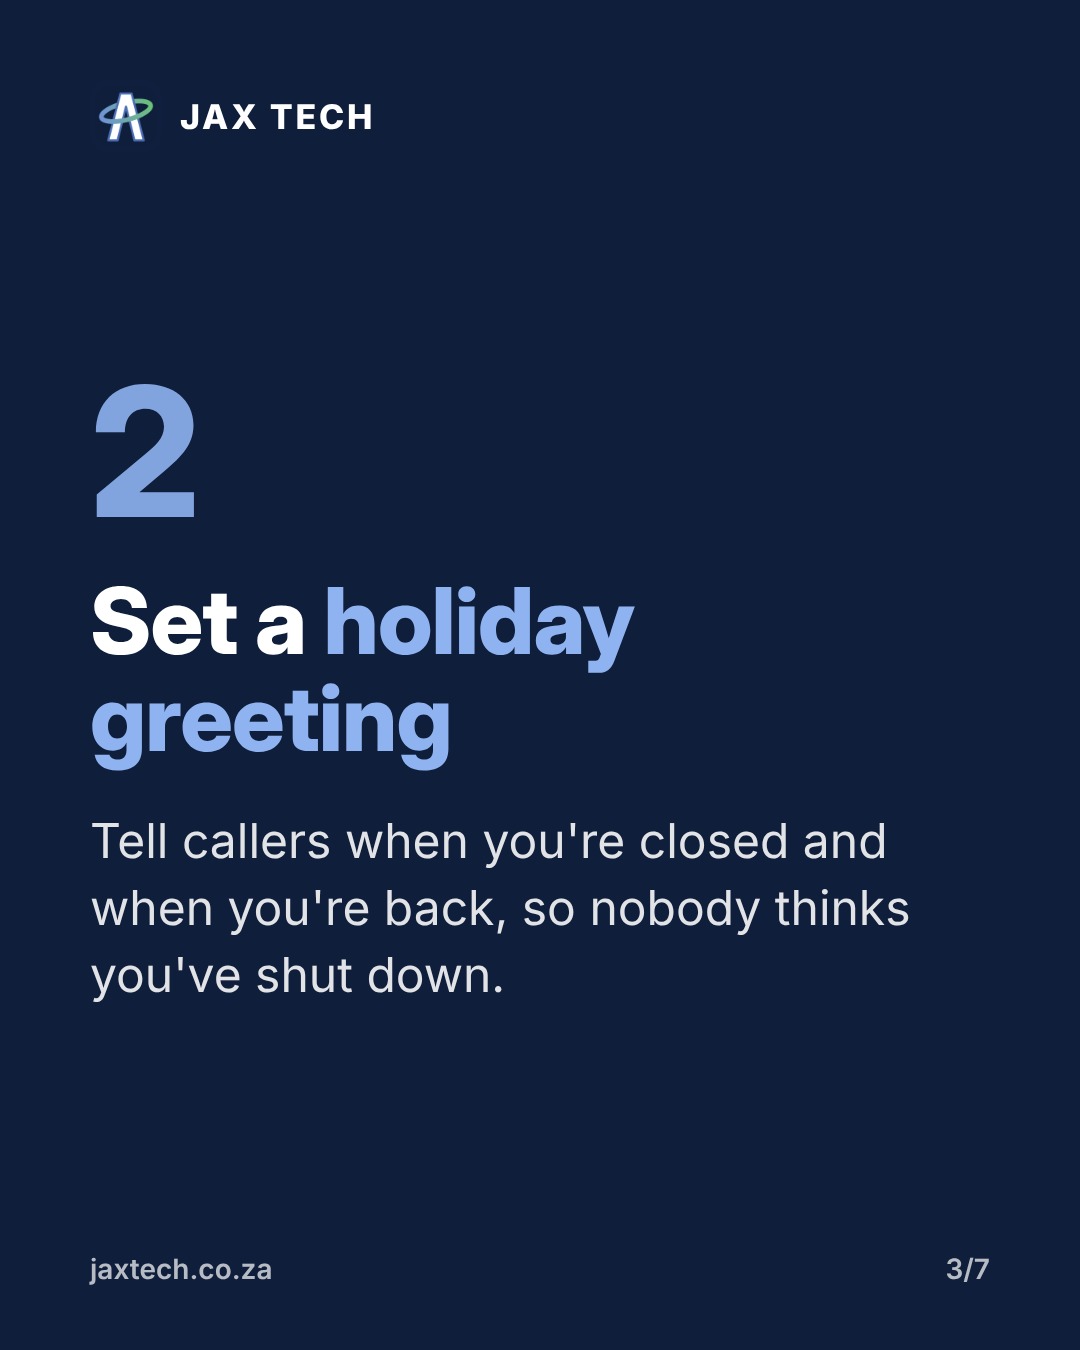 JAX TECH
2
Set a holiday
greeting
Tell callers when you're closed and
when you're back, so nobody thinks
you've shut down.
jaxtech.co.za
3/7